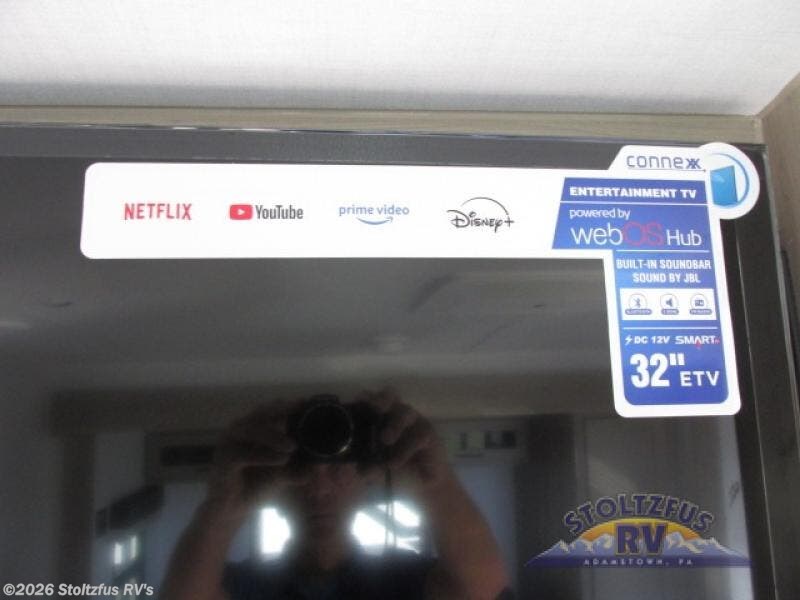 connexx
NETFLIX
YouTube
prime video
Disney+
ENTERTAINMENT TV
powered by
webOS Hub
BUILT-IN SOUNDBAR
SOUND BY JBL
DC 12V SMART
32" ETV
STOLTZFUS
RV
ADAMSTOWN, PA
©2026 Stoltzfus RV's